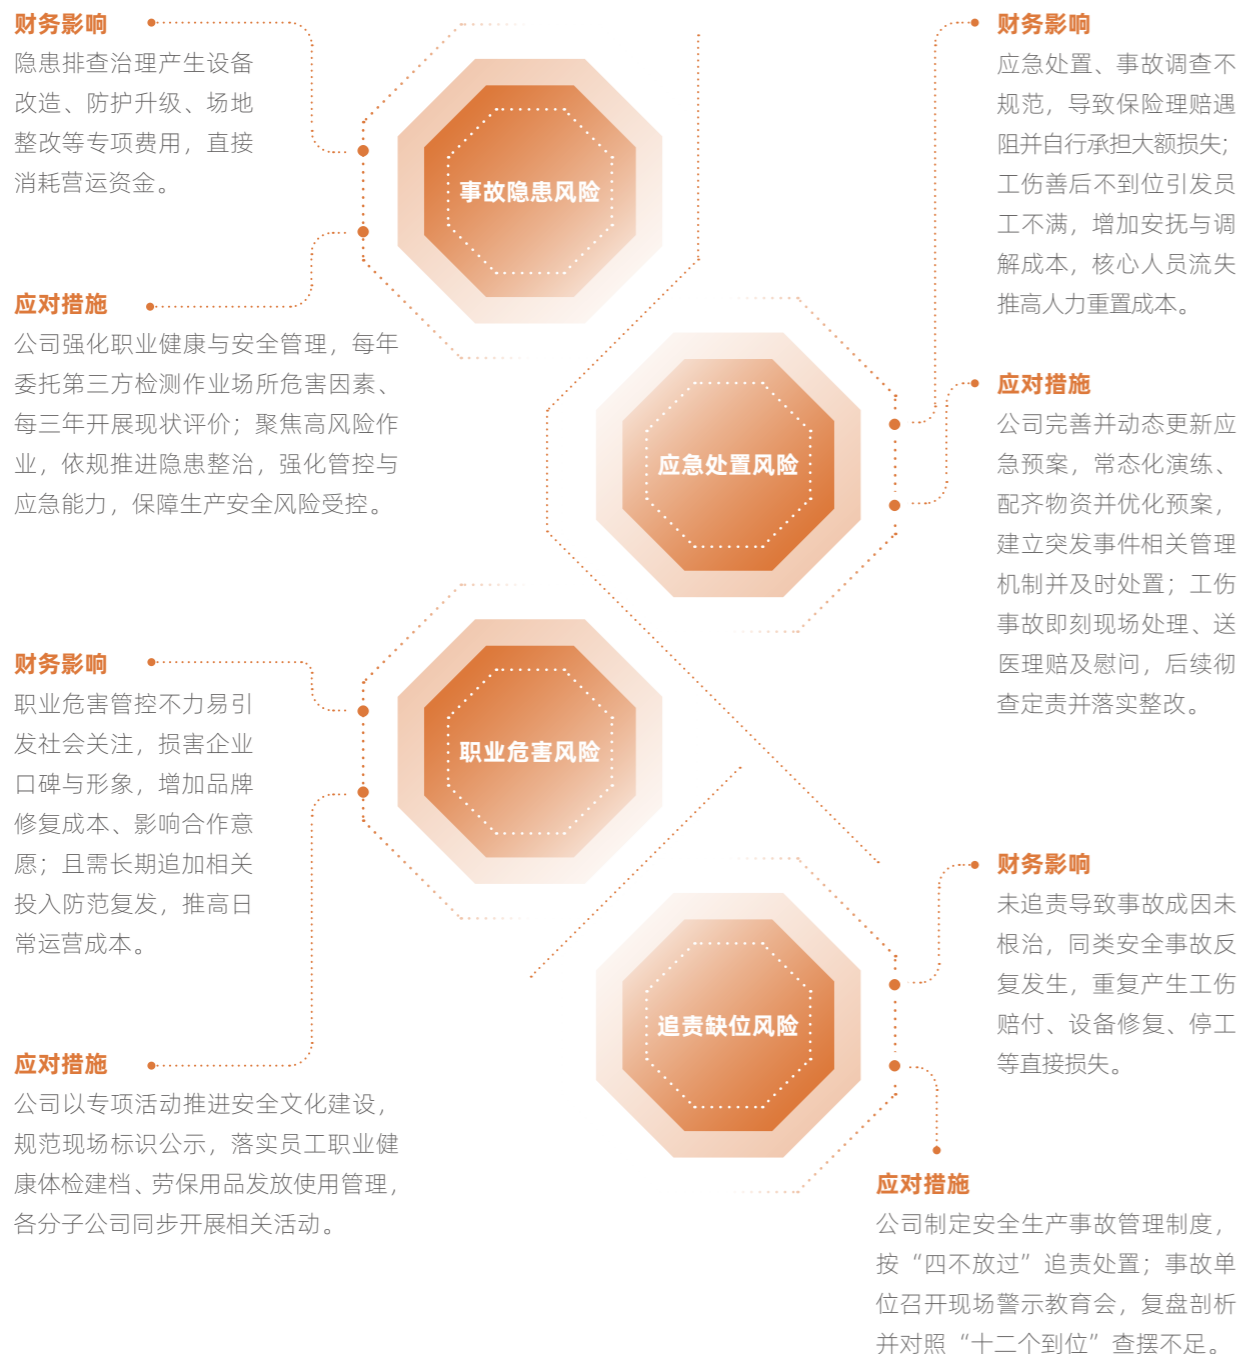 事故隐患风险
财务影响
隐患排查治理产生设备
改造、防护升级、场地
整改等专项费用，直接
消耗营运资金。
应对措施
公司强化职业健康与安全管理，每年
委托第三方检测作业场所危害因素、
每三年开展现状评价；聚焦高风险作
业，依规推进隐患整治，强化管控与
应急能力，保障生产安全风险受控。
应急处置风险
财务影响
应急处置、事故调查不
规范，导致保险理赔遇
阻并自行承担大额损失；
工伤善后不到位引发员
工不满，增加安抚与调
解成本，核心人员流失
推高人力重置成本。
应对措施
公司完善并动态更新应
急预案，常态化演练、
配齐物资并优化预案，
建立突发事件相关管理
机制并及时处置；工伤
事故即刻现场处理、送
医理赔及慰问，后续彻
查定责并落实整改。
职业危害风险
财务影响
职业危害管控不力易引
发社会关注，损害企业
口碑与形象，增加品牌
修复成本、影响合作意
愿；且需长期追加相关
投入防范复发，推高日
常运营成本。
应对措施
公司以专项活动推进安全文化建设，
规范现场标识公示，落实员工职业健
康体检建档、劳保用品发放使用管理，
各分子公司同步开展相关活动。
追责缺位风险
财务影响
未追责导致事故成因未
根治，同类安全事故反
复发生，重复产生工伤
赔付、设备修复、停工
等直接损失。
应对措施
公司制定安全生产事故管理制度，
按“四不放过”追责处置；事故单
位召开现场警示教育会，复盘剖析
并对照“十二个到位”查摆不足。